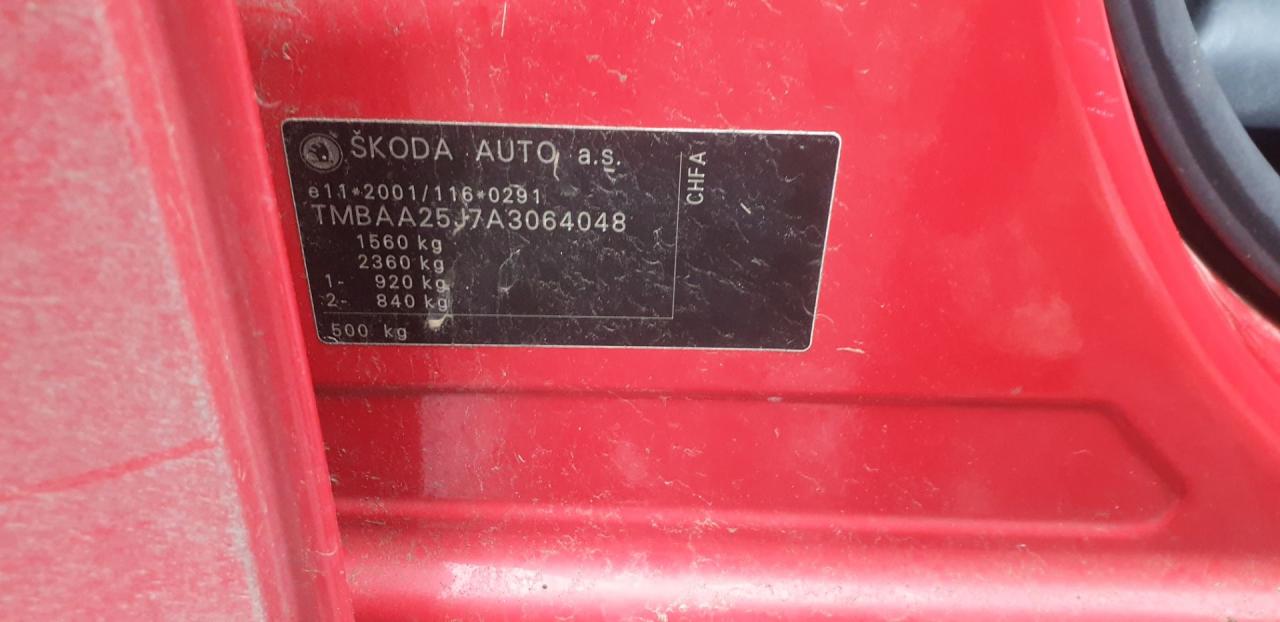 ŠKODA AUTO a.s.
e11*2001/116*0291
TMBAA25J7A3064048
1560 kg
2360 kg
1- 920 kg
2- 840 kg
500 kg
CHFA